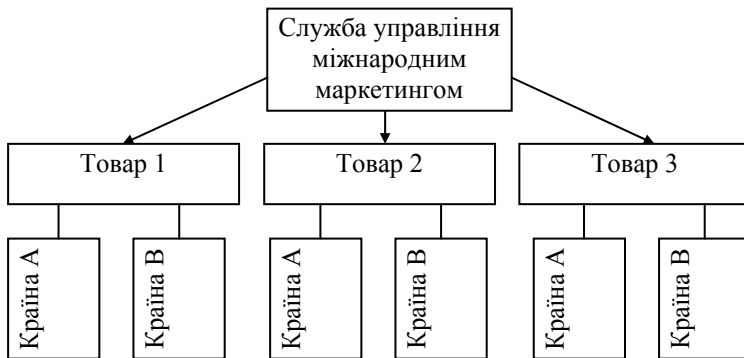 Служба управління
міжнародним
маркетингом
Товар 1
Товар 2
Товар 3
Країна А
Країна В
Країна А
Країна В
Країна А
Країна В